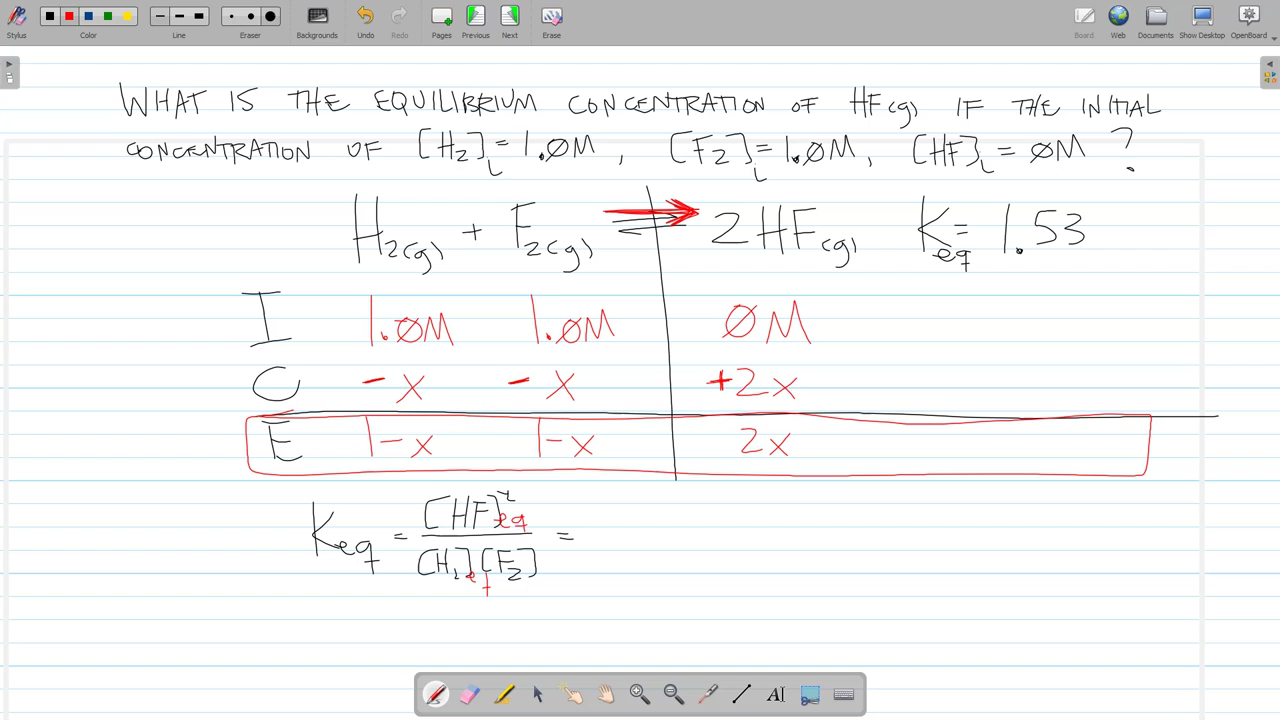 Stylus Color Line Eraser Backgrounds Undo Redo Pages Previous Next Erase Board Web Documents Show Desktop OpenBoard
WHAT IS THE EQUILIBRIUM CONCENTRATION OF HF(g) IF THE INITIAL
CONCENTRATION OF [H2]i = 1.0M, [F2]i = 1.0M, [HF]i = 0M ?
H2(g) + F2(g) ⇌ 2HF(g) Keq = 1.53
I 1.0M 1.0M 0M
C -x -x +2x
E 1-x 1-x 2x
Keq = [HF]²eq / [H2]eq[F2] =